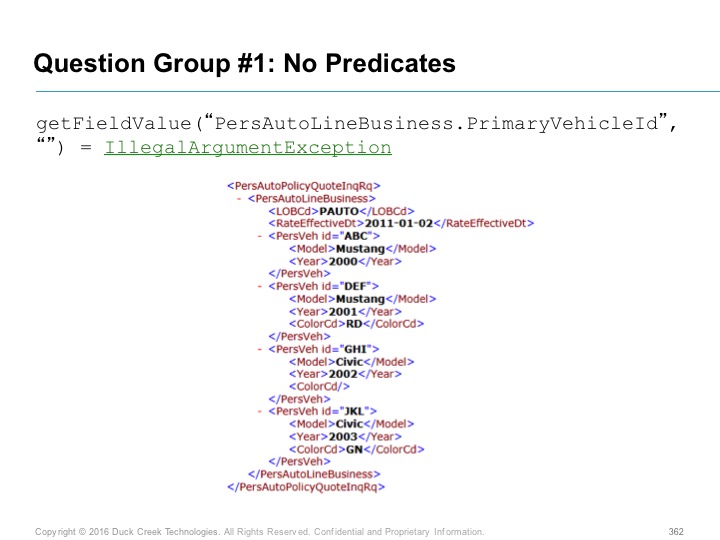 Question Group #1: No Predicates
getFieldValue(“PersAutoLineBusiness.PrimaryVehicleId”,
“”) = IllegalArgumentException
<PersAutoPolicyQuoteInqRq>
- <PersAutoLineBusiness>
<LOBCd>PAUTO</LOBCd>
<RateEffectiveDt>2011-01-02</RateEffectiveDt>
- <PersVeh id="ABC">
<Model>Mustang</Model>
<Year>2000</Year>
</PersVeh>
- <PersVeh id="DEF">
<Model>Mustang</Model>
<Year>2001</Year>
<ColorCd>RD</ColorCd>
</PersVeh>
- <PersVeh id="GHI">
<Model>Civic</Model>
<Year>2002</Year>
<ColorCd/>
</PersVeh>
- <PersVeh id="JKL">
<Model>Civic</Model>
<Year>2003</Year>
<ColorCd>GN</ColorCd>
</PersVeh>
</PersAutoLineBusiness>
</PersAutoPolicyQuoteInqRq>
Copyright © 2016 Duck Creek Technologies. All Rights Reserved. Confidential and Proprietary Information.
362